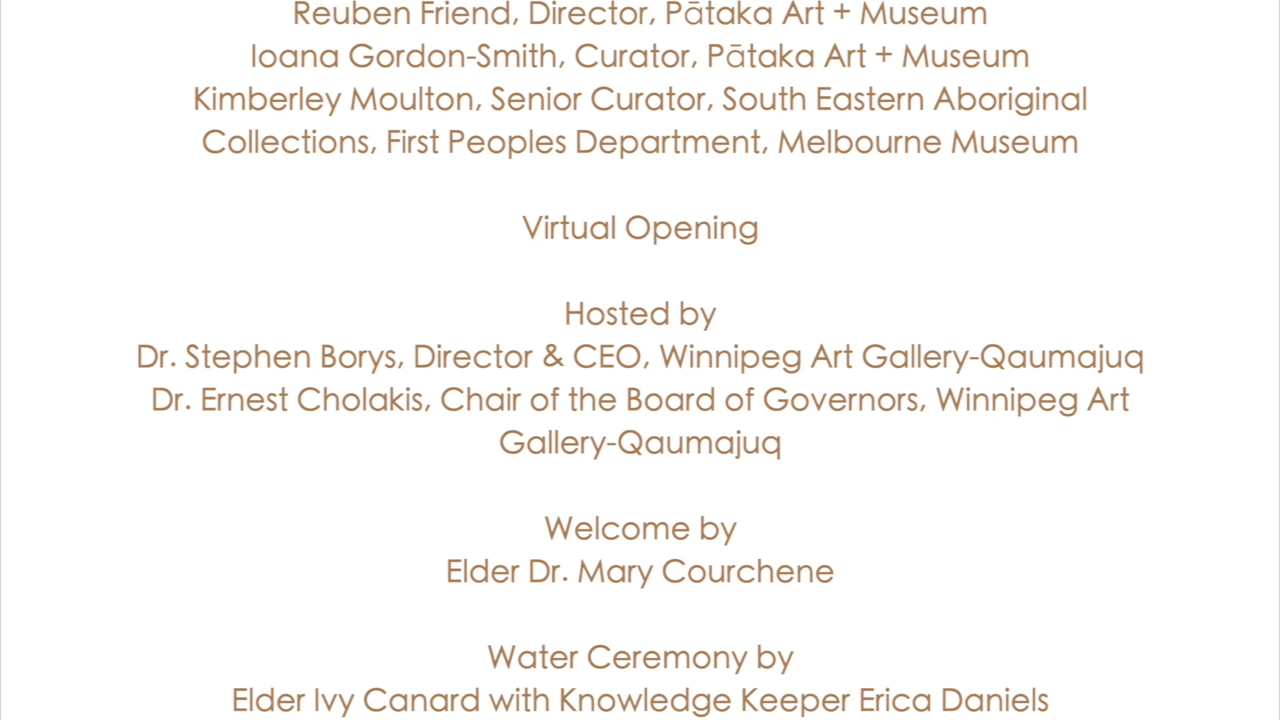 Reuben Friend, Director, Pātaka Art + Museum
Ioana Gordon-Smith, Curator, Pātaka Art + Museum
Kimberley Moulton, Senior Curator, South Eastern Aboriginal
Collections, First Peoples Department, Melbourne Museum
Virtual Opening
Hosted by
Dr. Stephen Borys, Director & CEO, Winnipeg Art Gallery-Qaumajuq
Dr. Ernest Cholakis, Chair of the Board of Governors, Winnipeg Art
Gallery-Qaumajuq
Welcome by
Elder Dr. Mary Courchene
Water Ceremony by
Elder Ivy Canard with Knowledge Keeper Erica Daniels